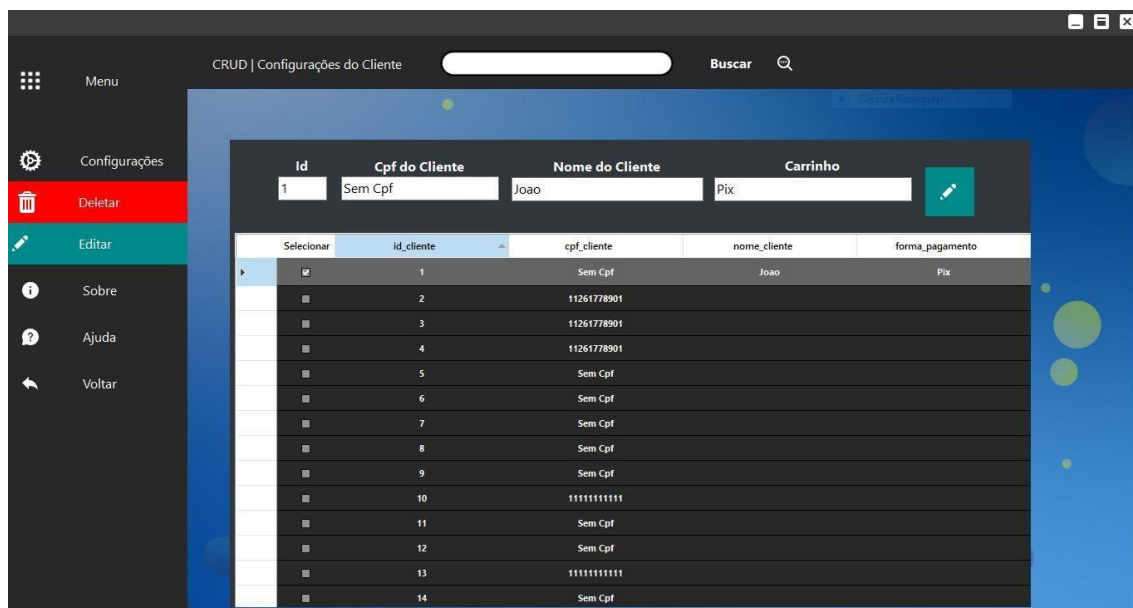 CRUD | Configurações do Cliente Buscar
Menu
Captura Retangular
Configurações
Deletar
Editar
Sobre
Ajuda
Voltar
Id Cpf do Cliente Nome do Cliente Carrinho
1 Sem Cpf Joao Pix
Selecionar id_cliente cpf_cliente nome_cliente forma_pagamento
1 Sem Cpf Joao Pix
2 11261778901
3 11261778901
4 11261778901
5 Sem Cpf
6 Sem Cpf
7 Sem Cpf
8 Sem Cpf
9 Sem Cpf
10 11111111111
11 Sem Cpf
12 Sem Cpf
13 11111111111
14 Sem Cpf